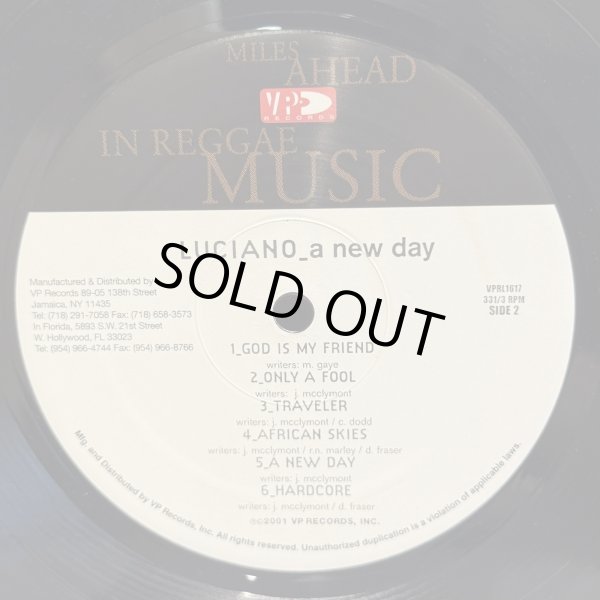 MILES
AHEAD
VP
RECORDS
IN REGGAE
MUSIC
LUCIANO_a new day
Manufactured & Distributed by
VP Records 89-05 138th Street
Jamaica, NY 11435
Tel: (718) 291-7058 Fax: (718) 658-3573
In Florida, 5893 S.W. 21st Street
W. Hollywood, FL 33023
Tel: (954) 966-4744 Fax: (954) 966-8766
VPRL1617
331/3 RPM
SIDE 2
SOLD OUT
1_GOD IS MY FRIEND
writers: m. gaye
2_ONLY A FOOL
writers: j. mcclymont
3_TRAVELER
writers: j. mcclymont / c. dodd
4_AFRICAN SKIES
writers: j. mcclymont / r.n. marley / d. fraser
5_A NEW DAY
writers: j. mcclymont
6_HARDCORE
writers: j. mcclymont / d. fraser
℗©2001 VP RECORDS, INC.
Mfg. and Distributed by VP Records, Inc. All rights reserved. Unauthorized duplication is a violation of applicable laws.